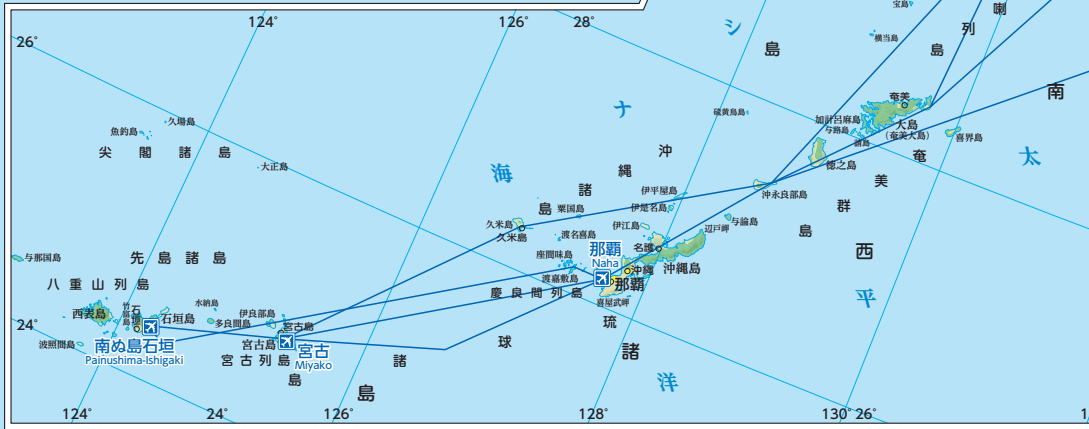 124°
126°
28°
宝島
喇
26°
シ
島
列
横当島
島
南
奄美
硫黄鳥島
加計呂麻島
大島
与路島
(奄美大島)
喜界島
ナ
久場島
魚釣島
尖閣諸島
大正島
海
沖
縄
諸
島
太
奄
美
群
島
徳之島
沖永良部島
伊平屋島
粟国島
伊是名島
与論島
久米島
久米島
伊江島
辺戸岬
渡名喜島
名護
西
与那国島
先島諸島
座間味島
那覇
Naha
沖縄
沖縄島
渡嘉敷島
那覇
八重山列島
慶良間列島
喜屋武岬
平
水納島
西表島
竹富島
石垣
石垣島
多良間島
伊良部島
宮古島
琉
24°
波照間島
南ぬ島石垣
Painushima-Ishigaki
宮古島
宮古
Miyako
球
諸
宮古列島
諸
島
洋
島
124°
24°
126°
128°
130°
26°
1